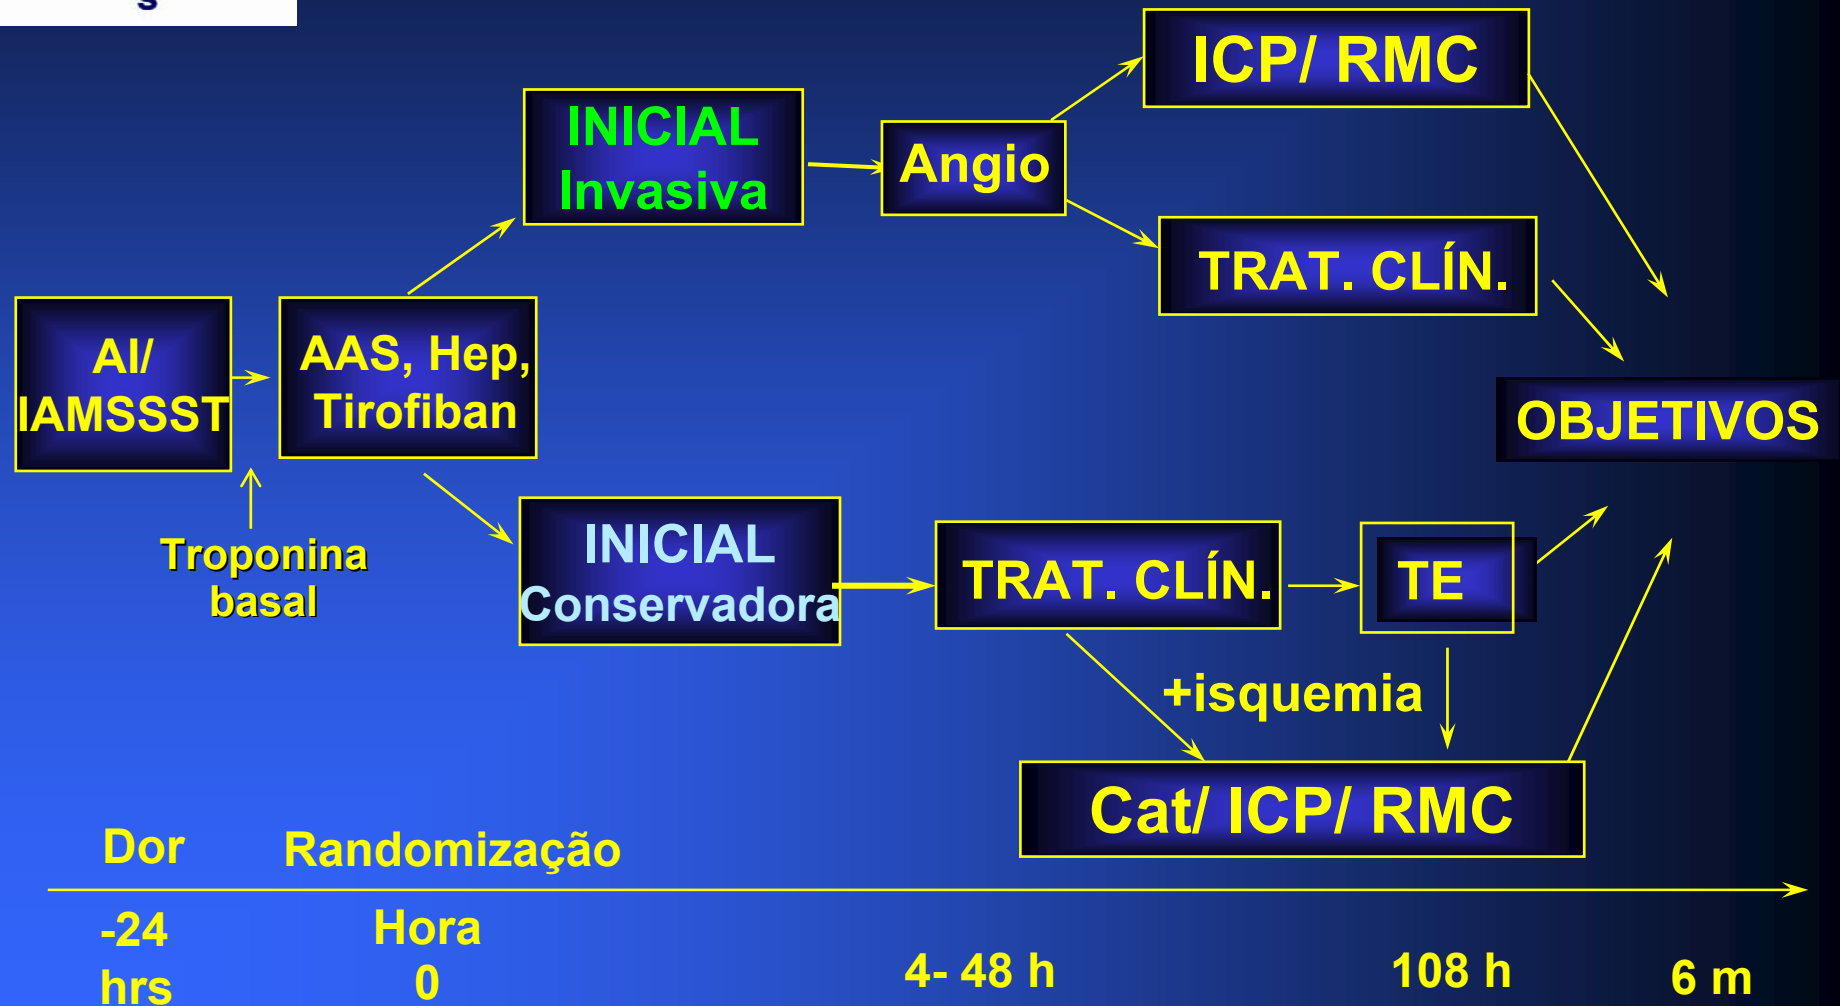 s
ICP/ RMC
INICIAL
Invasiva
Angio
TRAT. CLÍN.
AI/
IAMSSST
AAS, Hep,
Tirofiban
OBJETIVOS
Troponina
basal
INICIAL
Conservadora
TRAT. CLÍN.
TE
+isquemia
Cat/ ICP/ RMC
Dor
Randomização
-24
hrs
Hora
0
4- 48 h
108 h
6 m